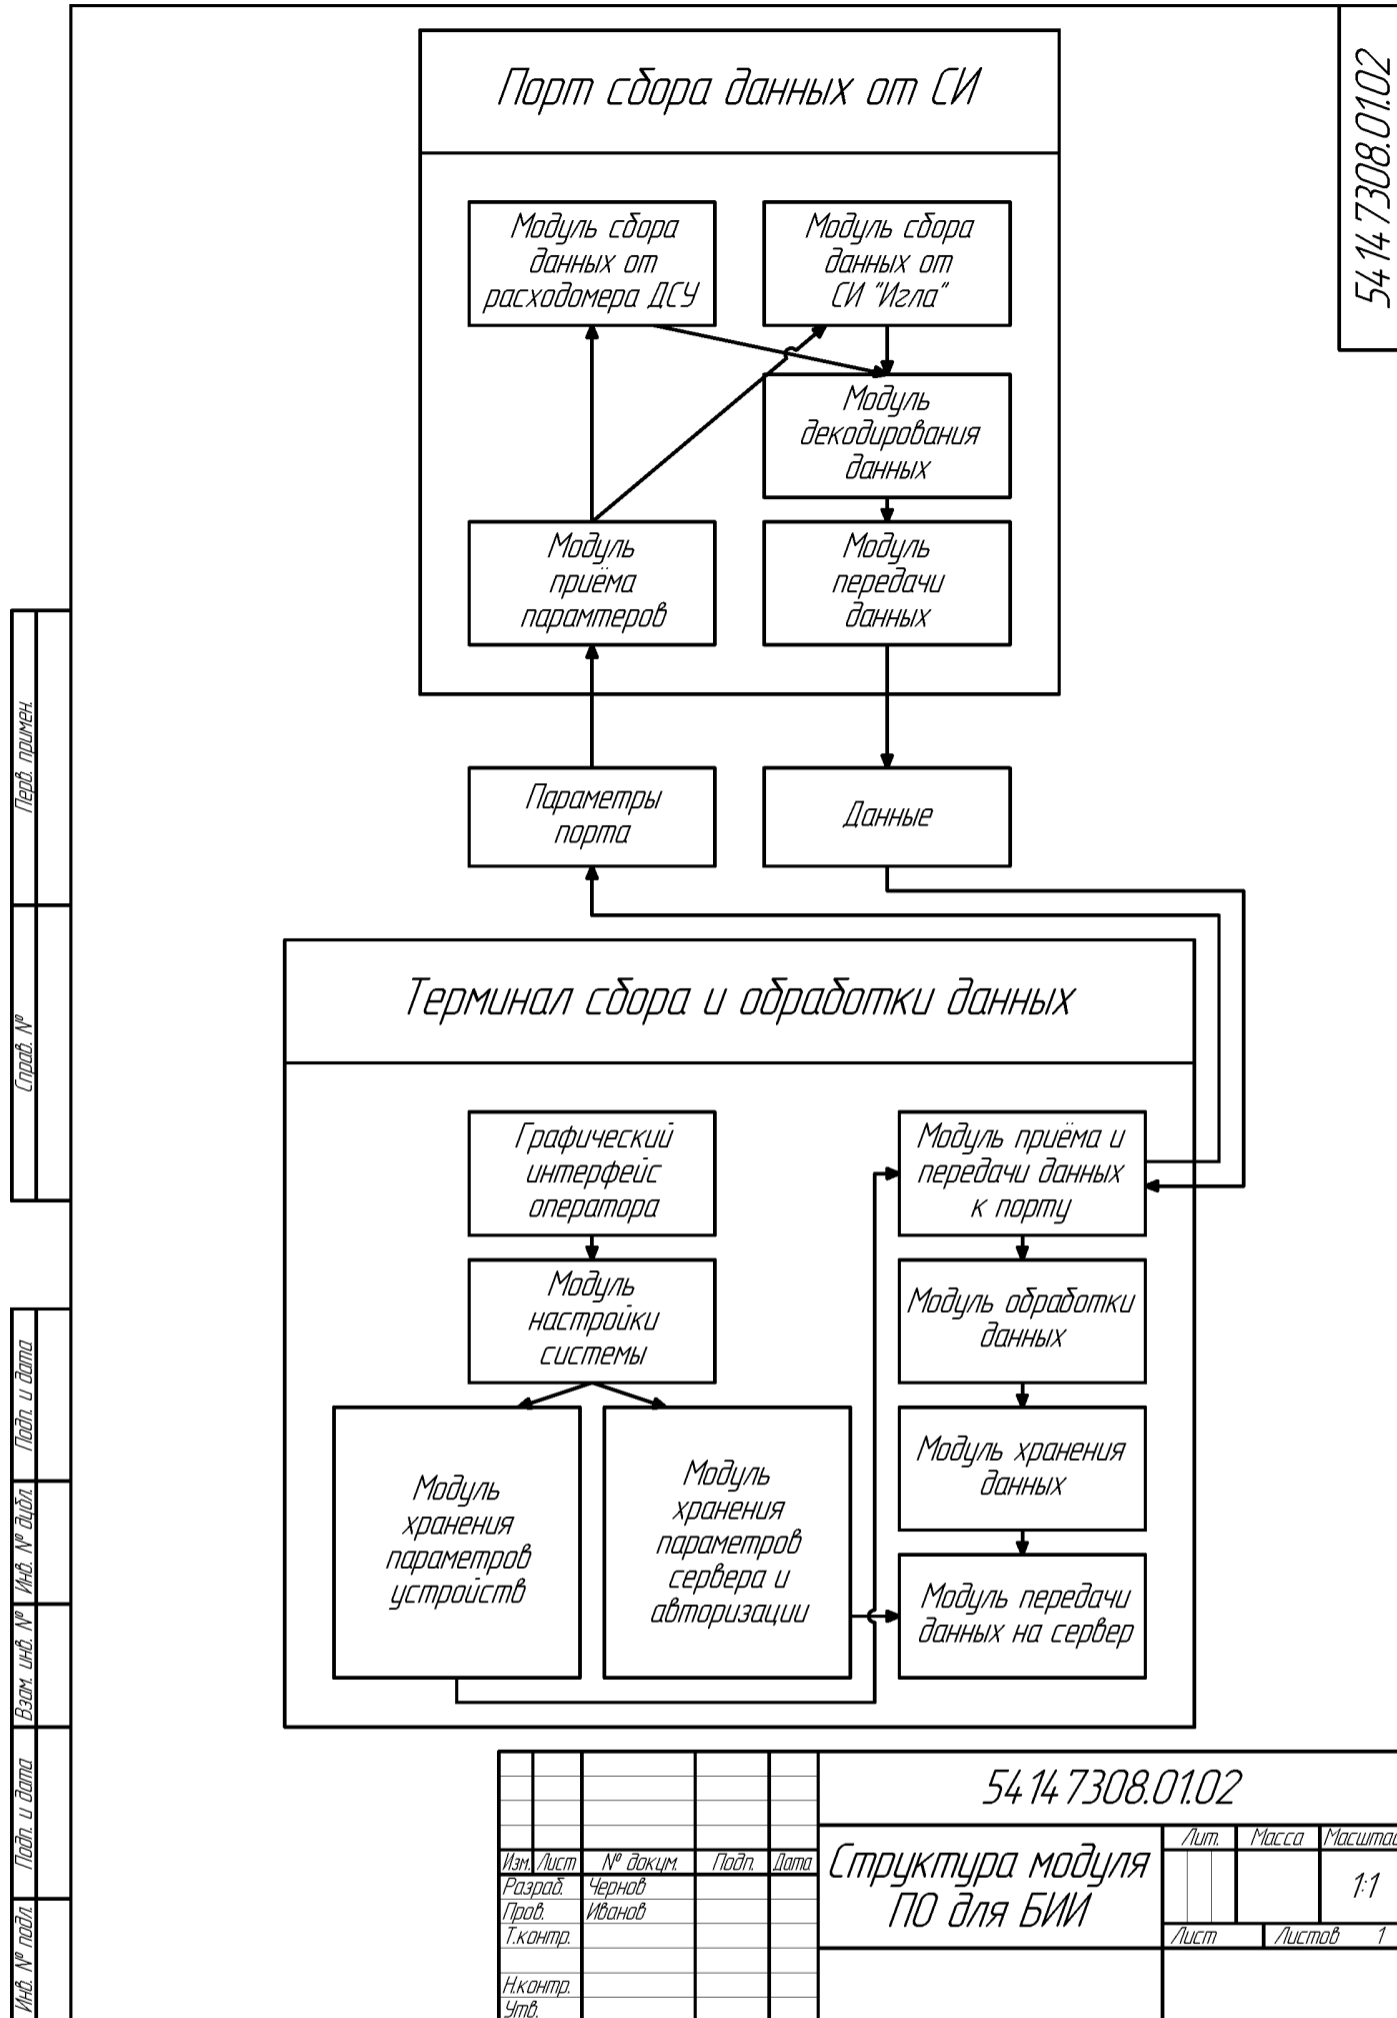 54 14 7308.01.02
Порт сбора данных от СИ
Модуль сбора
данных от
расходомера ДСУ
Модуль сбора
данных от
СИ "Игла"
Модуль
декодирования
данных
Модуль
приёма
парамтеров
Модуль
передачи
данных
Параметры
порта
Данные
Терминал сбора и обработки данных
Графический
интерфейс
оператора
Модуль приёма и
передачи данных
к порту
Модуль
настройки
системы
Модуль обработки
данных
Модуль
хранения
параметров
устройств
Модуль
хранения
параметров
сервера и
авторизации
Модуль хранения
данных
Модуль передачи
данных на сервер
Перв. примен.
Справ. №
Подп. и дата
Инв. № дубл.
Взам. инв. №
Подп. и дата
Инв. № подл.
54 14 7308.01.02
Изм. Лист № докум. Подп. Дата
Разраб. Чернов
Пров. Иванов
Т.контр.
Н.контр.
Утв.
Структура модуля
ПО для БИИ
Лит. Масса Масштаб
1:1
Лист Листов 1